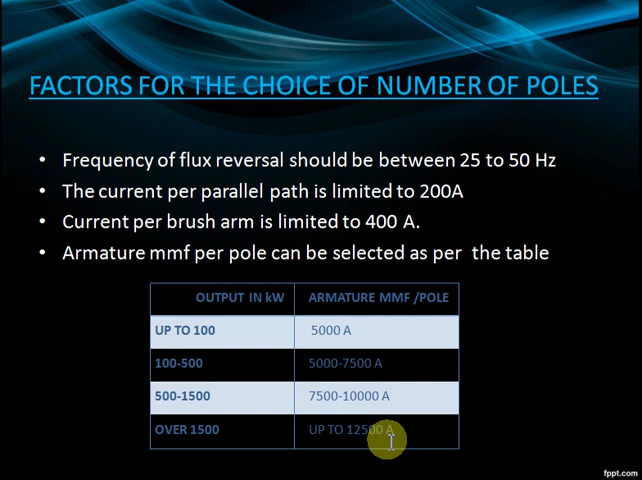 FACTORS FOR THE CHOICE OF NUMBER OF POLES
• Frequency of flux reversal should be between 25 to 50 Hz
• The current per parallel path is limited to 200A
• Current per brush arm is limited to 400 A.
• Armature mmf per pole can be selected as per the table
OUTPUT IN kW ARMATURE MMF /POLE
UP TO 100 5000 A
100-500 5000-7500 A
500-1500 7500-10000 A
OVER 1500 UP TO 12500 A
fppt.com